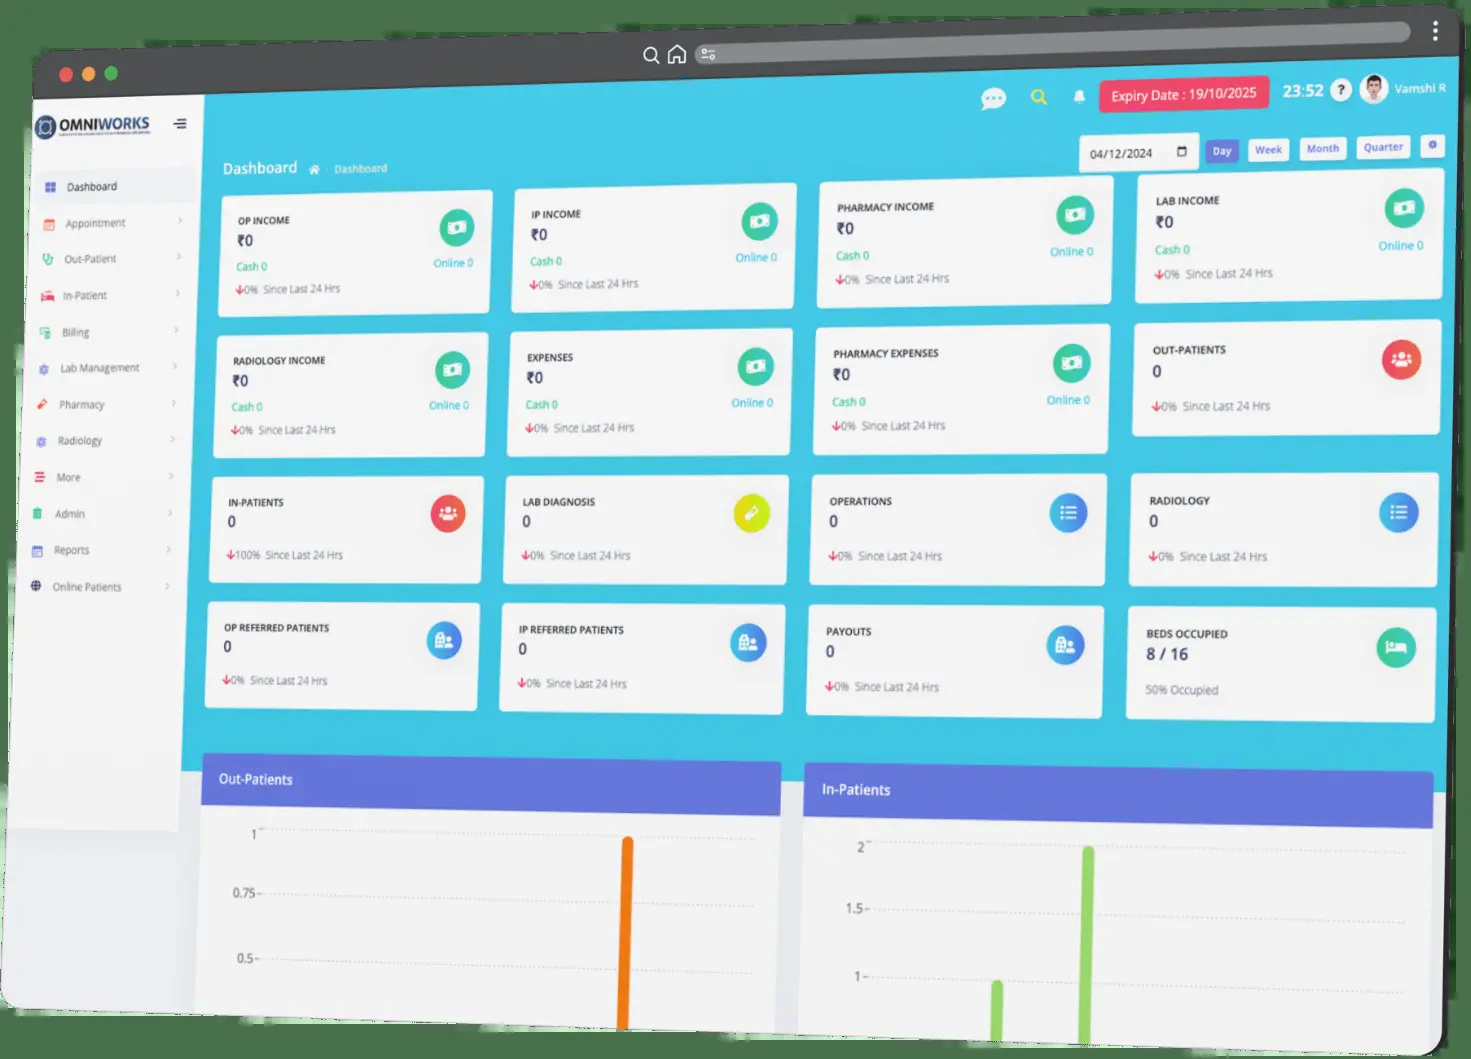 Expiry Date : 19/10/2025
23:52
?
Vamshi R
OMNIWORKS
Dashboard
Appointment
Out-Patient
In-Patient
Billing
Lab Management
Pharmacy
Radiology
More
Admin
Reports
Online Patients
Dashboard - Dashboard
04/12/2024
Day
Week
Month
Quarter
OP INCOME
₹0
Cash 0
Online 0
0% Since Last 24 Hrs
IP INCOME
₹0
Cash 0
Online 0
0% Since Last 24 Hrs
PHARMACY INCOME
₹0
Cash 0
Online 0
0% Since Last 24 Hrs
LAB INCOME
₹0
Cash 0
Online 0
0% Since Last 24 Hrs
RADIOLOGY INCOME
₹0
Cash 0
Online 0
0% Since Last 24 Hrs
EXPENSES
₹0
Cash 0
Online 0
0% Since Last 24 Hrs
PHARMACY EXPENSES
₹0
Cash 0
Online 0
0% Since Last 24 Hrs
OUT-PATIENTS
0
0% Since Last 24 Hrs
IN-PATIENTS
0
100% Since Last 24 Hrs
LAB DIAGNOSIS
0
0% Since Last 24 Hrs
OPERATIONS
0
0% Since Last 24 Hrs
RADIOLOGY
0
0% Since Last 24 Hrs
OP REFERRED PATIENTS
0
0% Since Last 24 Hrs
IP REFERRED PATIENTS
0
0% Since Last 24 Hrs
PAYOUTS
0
0% Since Last 24 Hrs
BEDS OCCUPIED
8 / 16
50% Occupied
Out-Patients
1
0.75
0.5
In-Patients
2
1.5
1